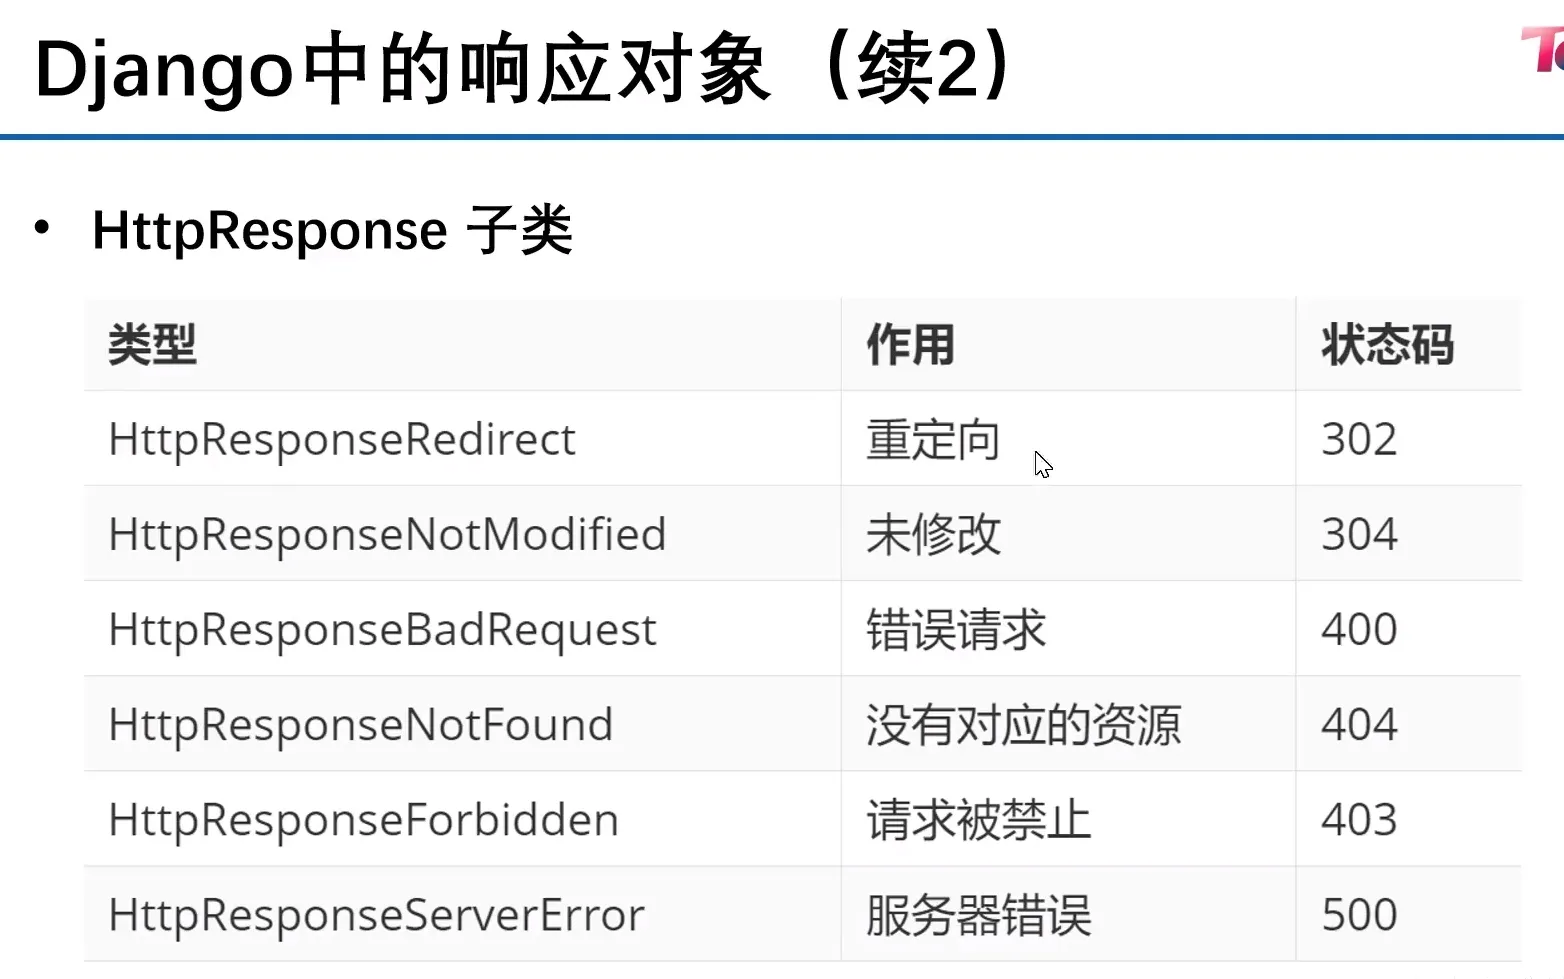 Django中的响应对象（续2）
• HttpResponse 子类
类型 作用 状态码
HttpResponseRedirect 重定向 302
HttpResponseNotModified 未修改 304
HttpResponseBadRequest 错误请求 400
HttpResponseNotFound 没有对应的资源 404
HttpResponseForbidden 请求被禁止 403
HttpResponseServerError 服务器错误 500